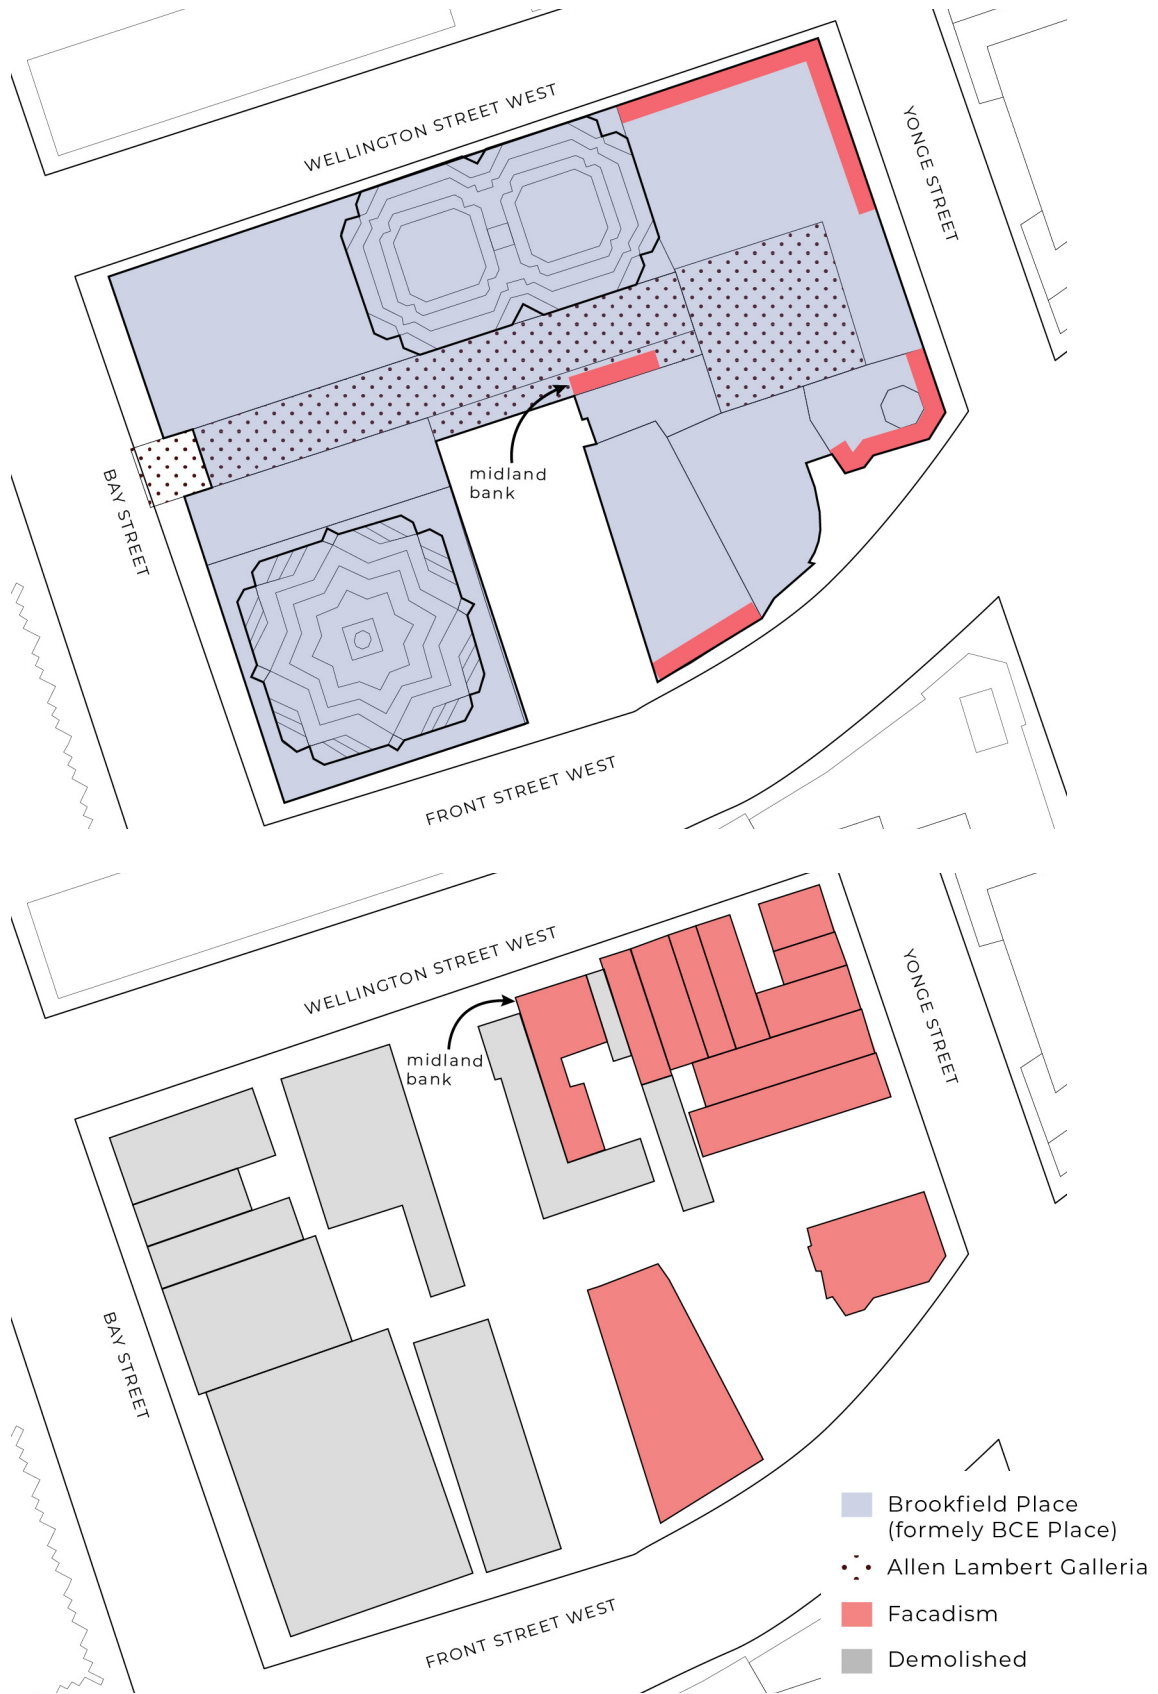 WELLINGTON STREET WEST
YONGE STREET
midland
bank
BAY STREET
FRONT STREET WEST
WELLINGTON STREET WEST
YONGE STREET
midland
bank
BAY STREET
FRONT STREET WEST
Brookfield Place
(formely BCE Place)
Allen Lambert Galleria
Facadism
Demolished